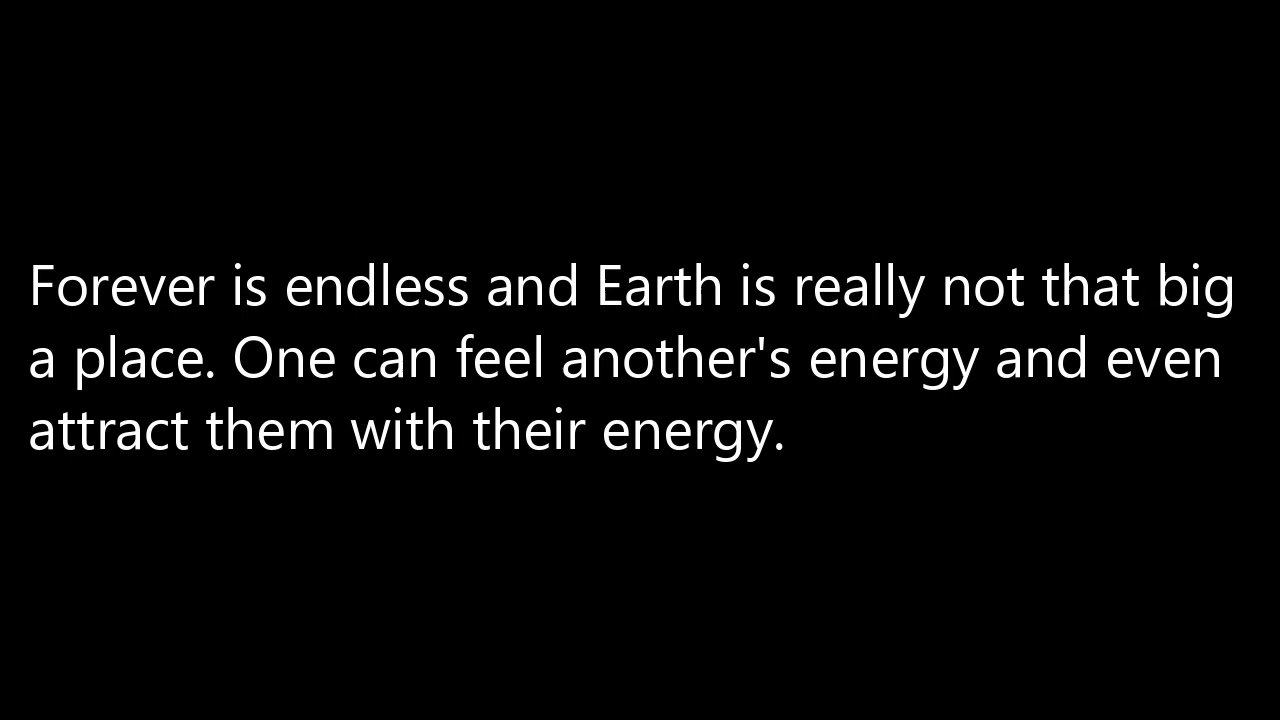 Forever is endless and Earth is really not that big
a place. One can feel another's energy and even
attract them with their energy.